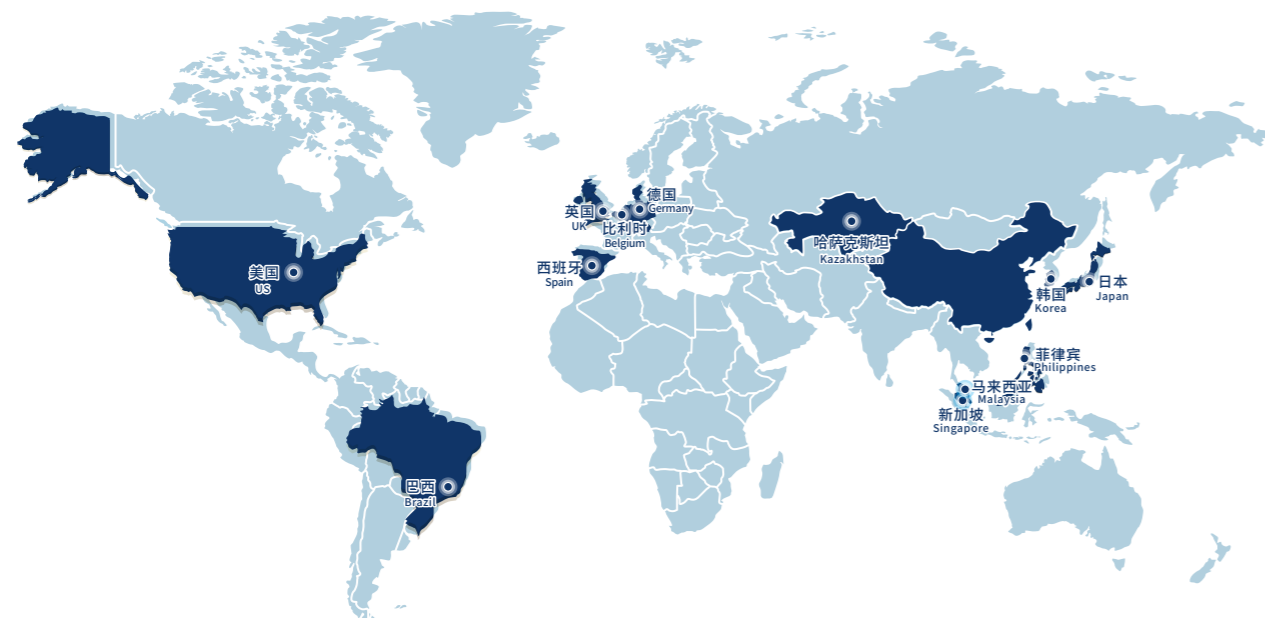 德国
Germany
英国
UK
比利时
Belgium
哈萨克斯坦
Kazakhstan
西班牙
Spain
美国
US
韩国
Korea
日本
Japan
菲律宾
Philippines
马来西亚
Malaysia
新加坡
Singapore
巴西
Brazil